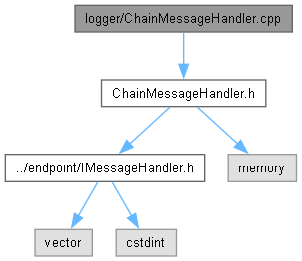 logger/ChainMessageHandler.cpp
ChainMessageHandler.h
../endpoint/IMessageHandler.h
memory
vector
cstdint